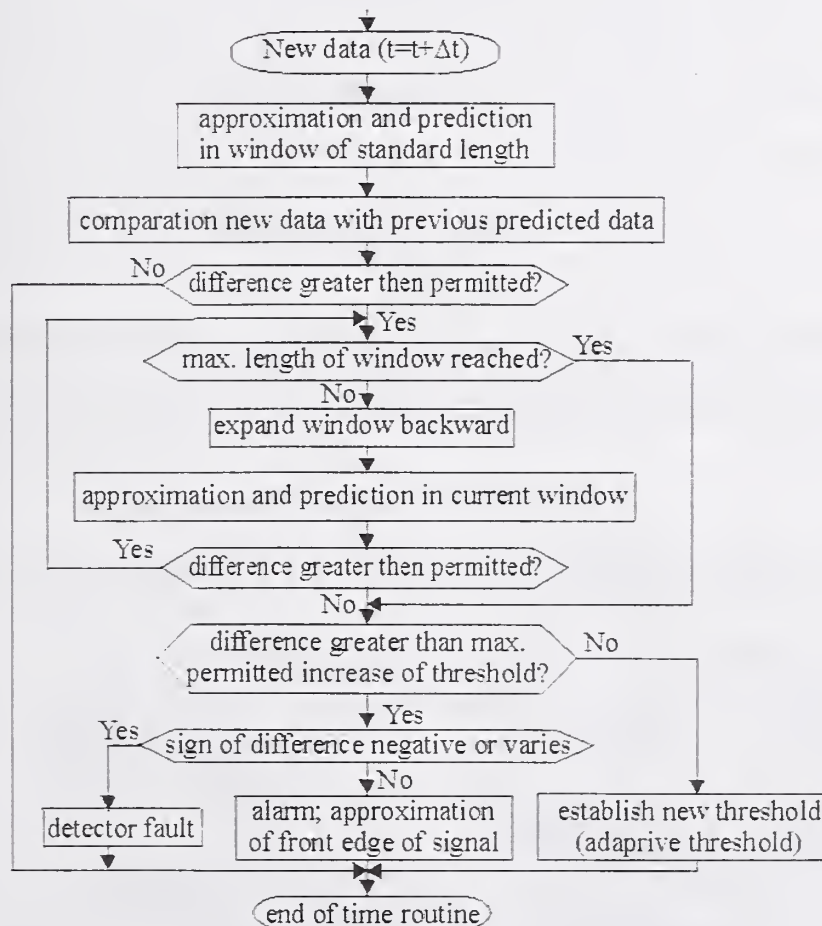 New data (t=t+Δt)
approximation and prediction
in window of standard length
comparation new data with previous predicted data
No
difference greater then permitted?
Yes
max. length of window reached?
Yes
No
expand window backward
approximation and prediction in current window
Yes
difference greater then permitted?
No
difference greater than max.
permitted increase of threshold?
No
Yes
Yes
sign of difference negative or varies
No
detector fault
alarm; approximation
of front edge of signal
establish new threshold
(adaprive threshold)
end of time routine